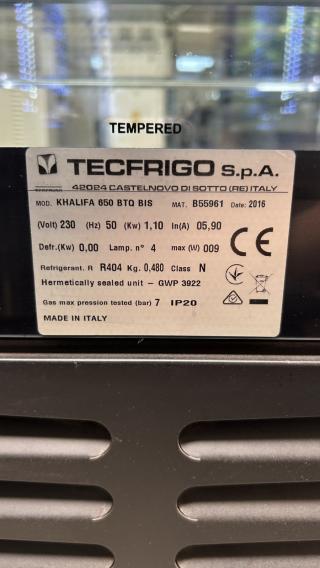 TEMPERED
TECFRIGO S.p.A.
42024 CASTELNOVO DI SOTTO (RE) ITALY
MOD. KHALIFA 650 BTQ BIS MAT. B55961 Date: 2016
(Volt) 230 (Hz) 50 (Kw) 1,10 In(A) 05,90
Defr.(Kw) 0,00 Lamp. n° 4 max (W) 009
CE
Refrigerant. R R404 Kg. 0,480 Class N
Hermetically sealed unit - GWP 3922
Gas max pression tested (bar) 7 IP20
MADE IN ITALY